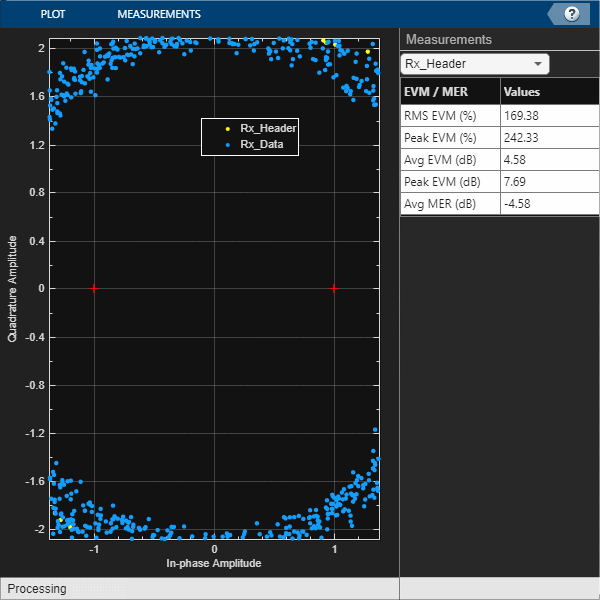 PLOT MEASUREMENTS ?
Measurements
Rx_Header
EVM / MER Values
RMS EVM (%) 169.38
Peak EVM (%) 242.33
Avg EVM (dB) 4.58
Peak EVM (dB) 7.69
Avg MER (dB) -4.58
Rx_Header
Rx_Data
2
1.6
1.2
0.8
0.4
0
-0.4
-0.8
-1.2
-1.6
-2
Quadrature Amplitude
-1 0 1
In-phase Amplitude
Processing